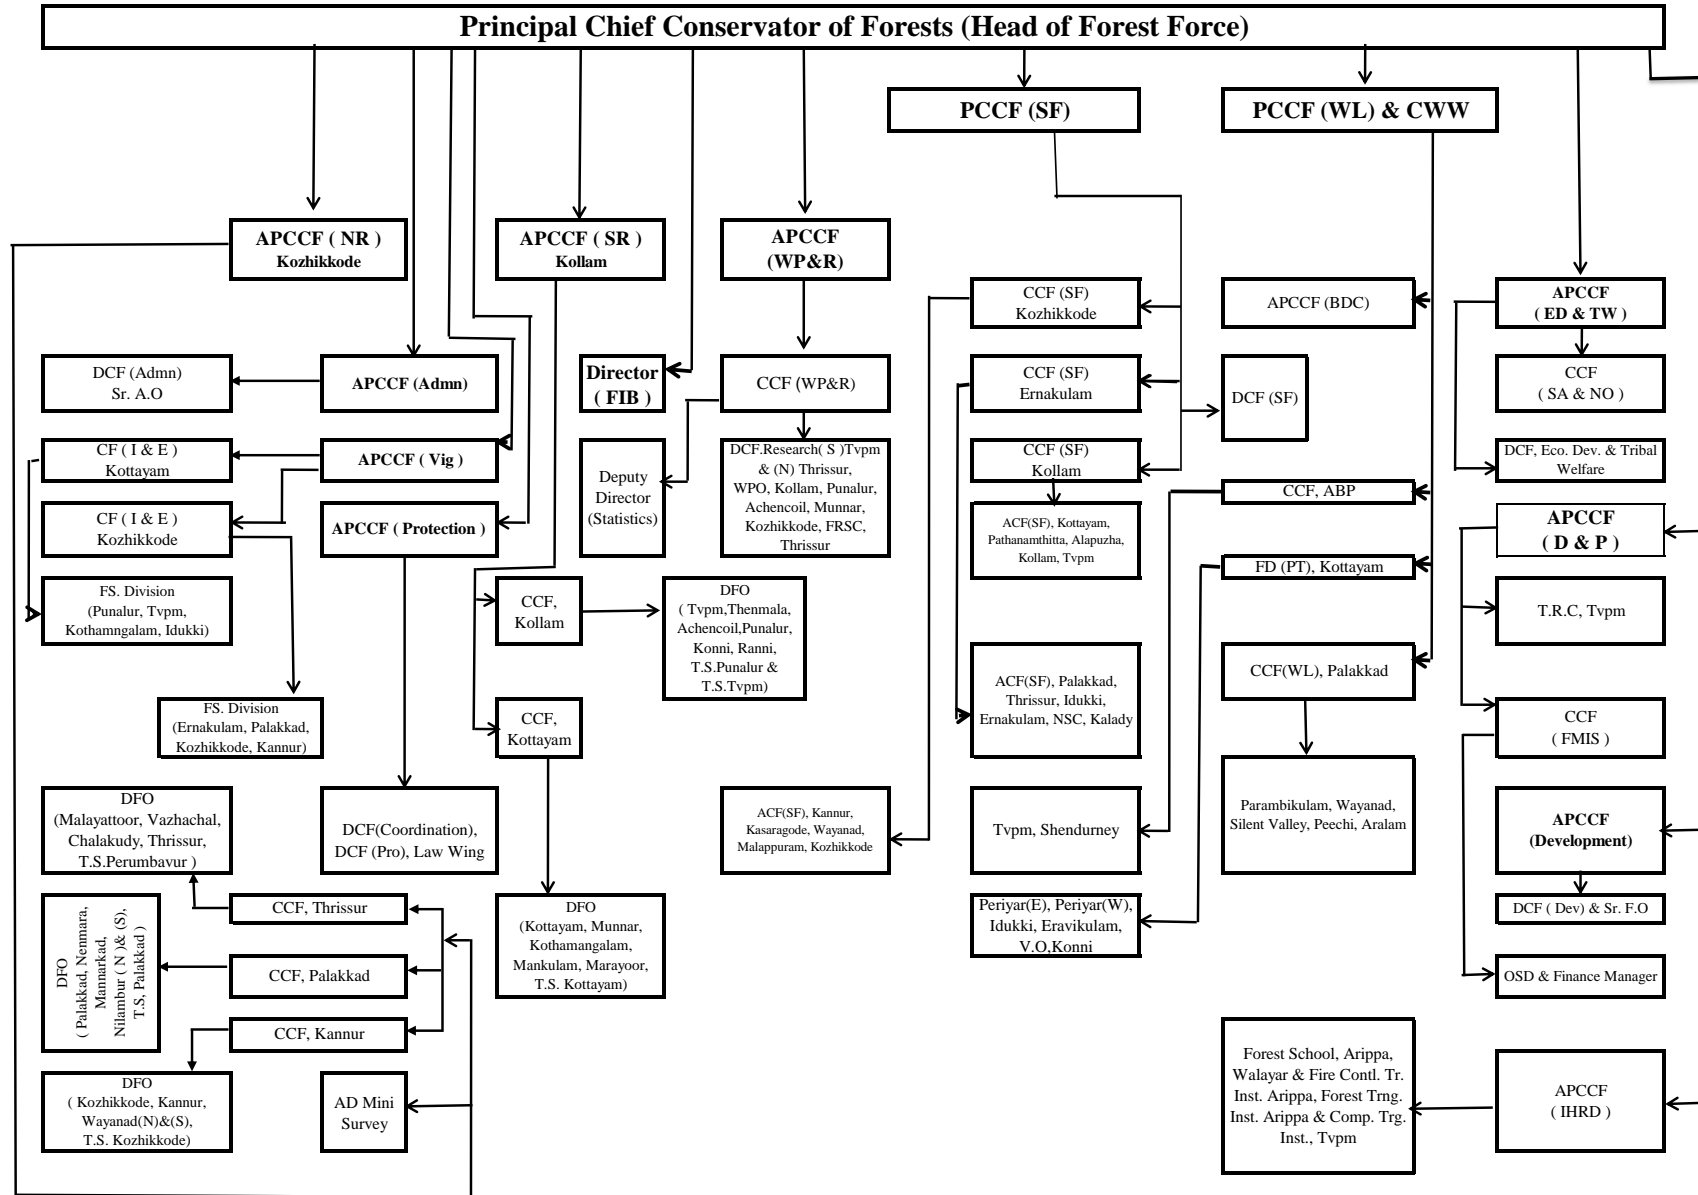 Principal Chief Conservator of Forests (Head of Forest Force)
PCCF (SF)
PCCF (WL) & CWW
APCCF ( NR )
Kozhikkode
APCCF ( SR )
Kollam
APCCF
(WP&R)
CCF (SF)
Kozhikkode
APCCF (BDC)
APCCF
( ED & TW )
DCF (Admn)
Sr. A.O
APCCF (Admn)
Director
( FIB )
CCF (WP&R)
CCF (SF)
Ernakulam
DCF (SF)
CCF
( SA & NO )
CF ( I & E )
Kottayam
APCCF ( Vig )
Deputy
Director
(Statistics)
DCF.Research( S )Tvpm
& (N) Thrissur,
WPO, Kollam, Punalur,
Achencoil, Munnar,
Kozhikkode, FRSC,
Thrissur
CCF (SF)
Kollam
DCF, Eco. Dev. & Tribal
Welfare
CCF, ABP
CF ( I & E )
Kozhikkode
APCCF ( Protection )
ACF(SF), Kottayam,
Pathanamthitta, Alapuzha,
Kollam, Tvpm
APCCF
( D & P )
FD (PT), Kottayam
FS. Division
(Punalur, Tvpm,
Kothamngalam, Idukki)
CCF,
Kollam
DFO
( Tvpm,Thenmala,
Achencoil,Punalur,
Konni, Ranni,
T.S.Punalur &
T.S.Tvpm)
T.R.C, Tvpm
ACF(SF), Palakkad,
Thrissur, Idukki,
Ernakulam, NSC, Kalady
CCF(WL), Palakkad
FS. Division
(Ernakulam, Palakkad,
Kozhikkode, Kannur)
CCF,
Kottayam
CCF
( FMIS )
DFO
(Malayattoor, Vazhachal,
Chalakudy, Thrissur,
T.S.Perumbavur )
DCF(Coordination),
DCF (Pro), Law Wing
ACF(SF), Kannur,
Kasaragode, Wayanad,
Malappuram, Kozhikkode
Tvpm, Shendurney
Parambikulam, Wayanad,
Silent Valley, Peechi, Aralam
APCCF
(Development)
CCF, Thrissur
DFO
(Kottayam, Munnar,
Kothamangalam,
Mankulam, Marayoor,
T.S. Kottayam)
Periyar(E), Periyar(W),
Idukki, Eravikulam,
V.O,Konni
DCF ( Dev) & Sr. F.O
DFO
( Palakkad, Nenmara,
Mannarkad,
Nilambur ( N )& (S),
T.S, Palakkad )
CCF, Palakkad
OSD & Finance Manager
CCF, Kannur
DFO
( Kozhikkode, Kannur,
Wayanad(N)&(S),
T.S. Kozhikkode)
AD Mini
Survey
Forest School, Arippa,
Walayar & Fire Contl. Tr.
Inst. Arippa, Forest Trng.
Inst. Arippa & Comp. Trg.
Inst., Tvpm
APCCF
( IHRD )